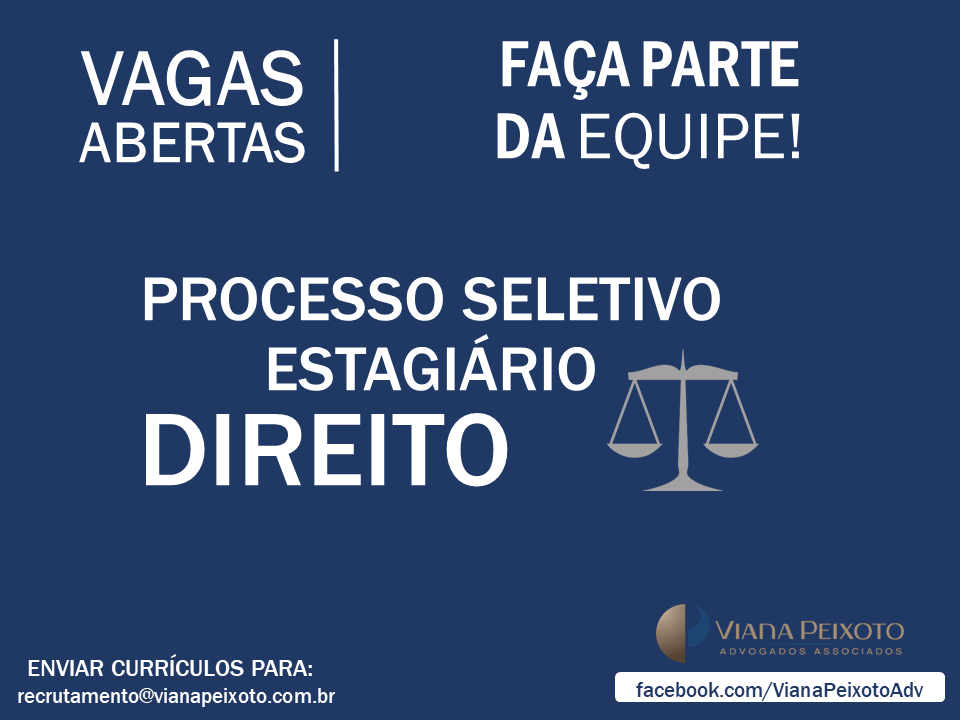 VAGAS
ABERTAS
FAÇA PARTE
DA EQUIPE!
PROCESSO SELETIVO
ESTAGIÁRIO
DIREITO
VIANA PEIXOTO
ADVOGADOS ASSOCIADOS
ENVIAR CURRÍCULOS PARA:
recrutamento@vianapeixoto.com.br
facebook.com/VianaPeixotoAdv